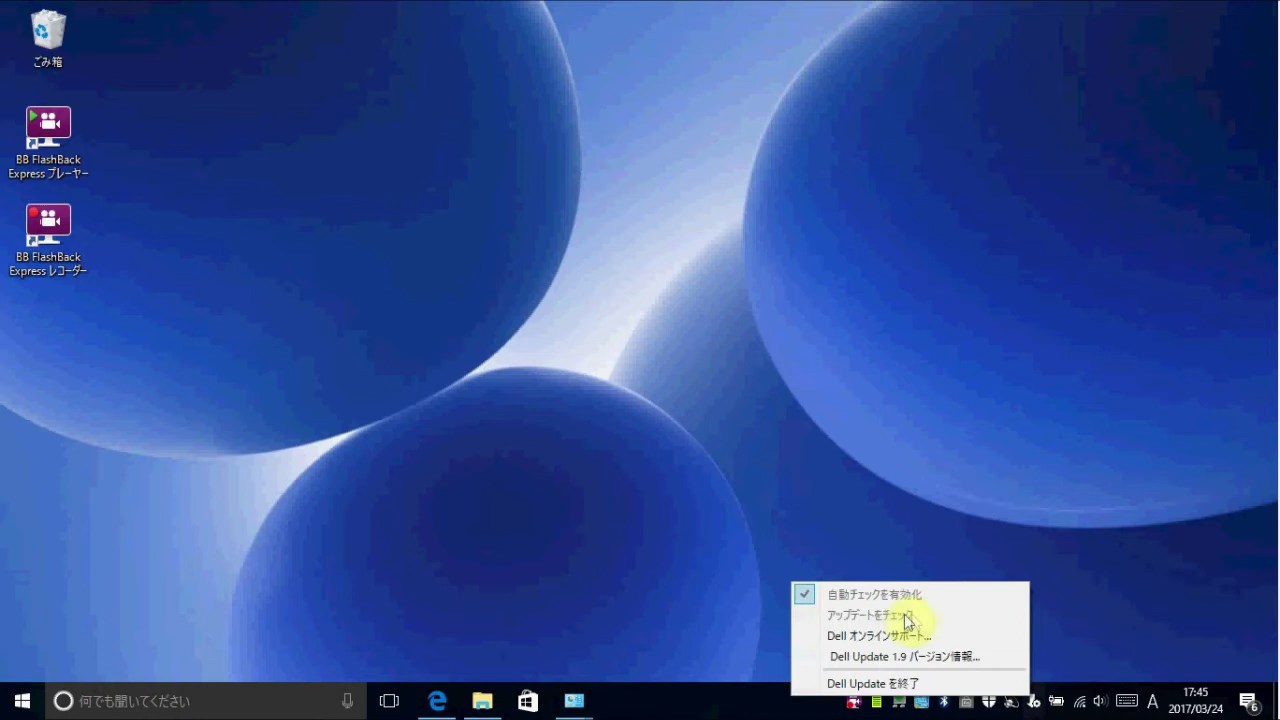 ごみ箱
BB FlashBack
Express プレーヤー
BB FlashBack
Express レコーダー
自動チェックを有効化
アップデートをチェック
Dell オンラインサポート...
Dell Update 1.9 バージョン情報...
Dell Update を終了
何でも聞いてください
A
17:45
2017/03/24
6